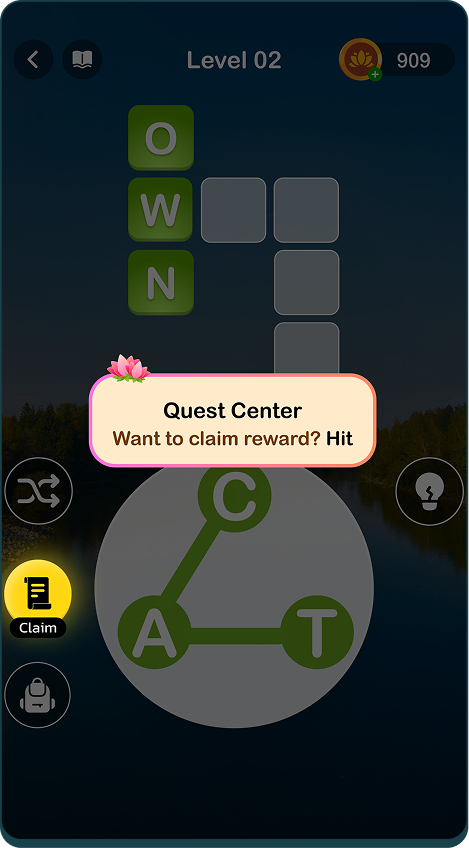 Level 02
909
O
W
N
Quest Center
Want to claim reward? Hit
C
A T
Claim